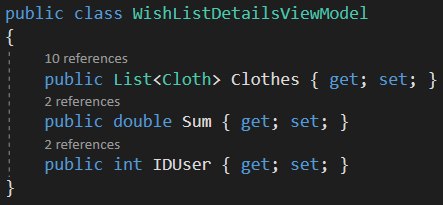 public class WishListDetailsViewModel
{
10 references
public List<Cloth> Clothes { get; set; }
2 references
public double Sum { get; set; }
2 references
public int IDUser { get; set; }
}